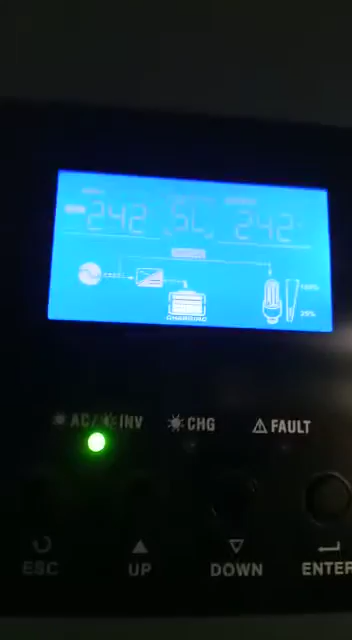 242 242
CHARGING
100%
25%
AC/ INV CHG FAULT
ESC UP DOWN ENTER